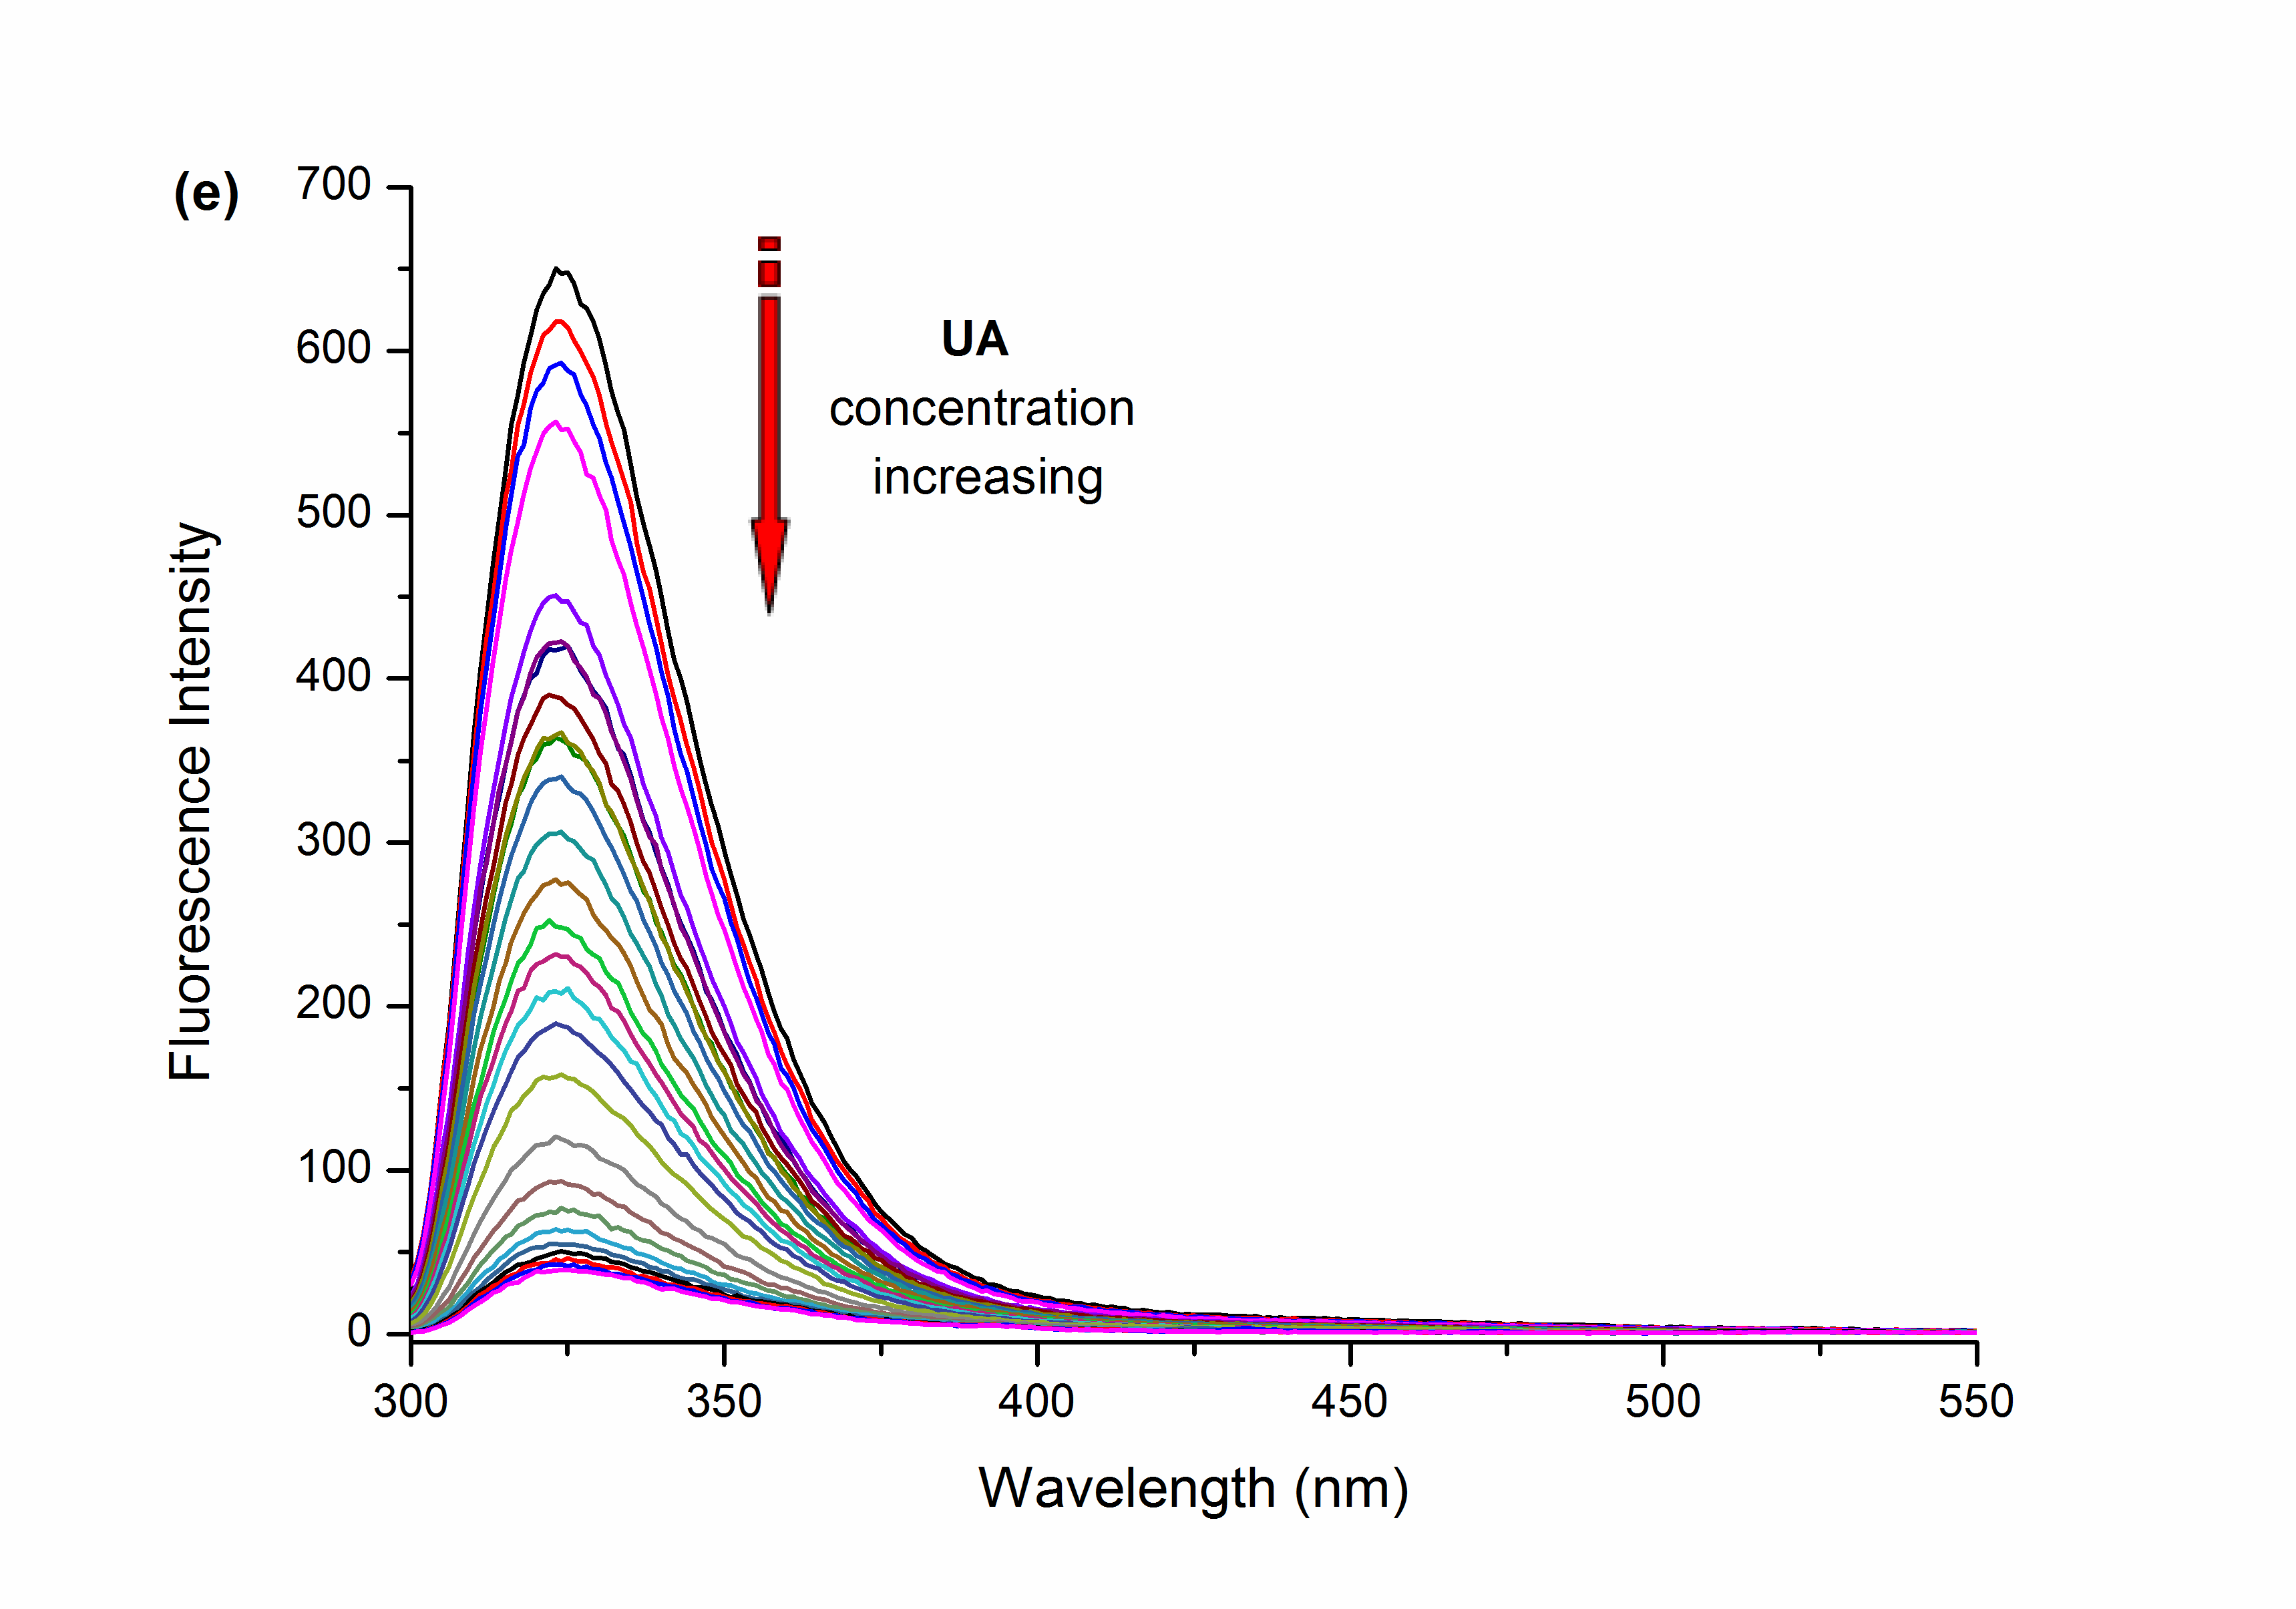 (e)
700
600
500
400
300
200
100
0
Fluorescence Intensity
UA
concentration
increasing
300 350 400 450 500 550
Wavelength (nm)